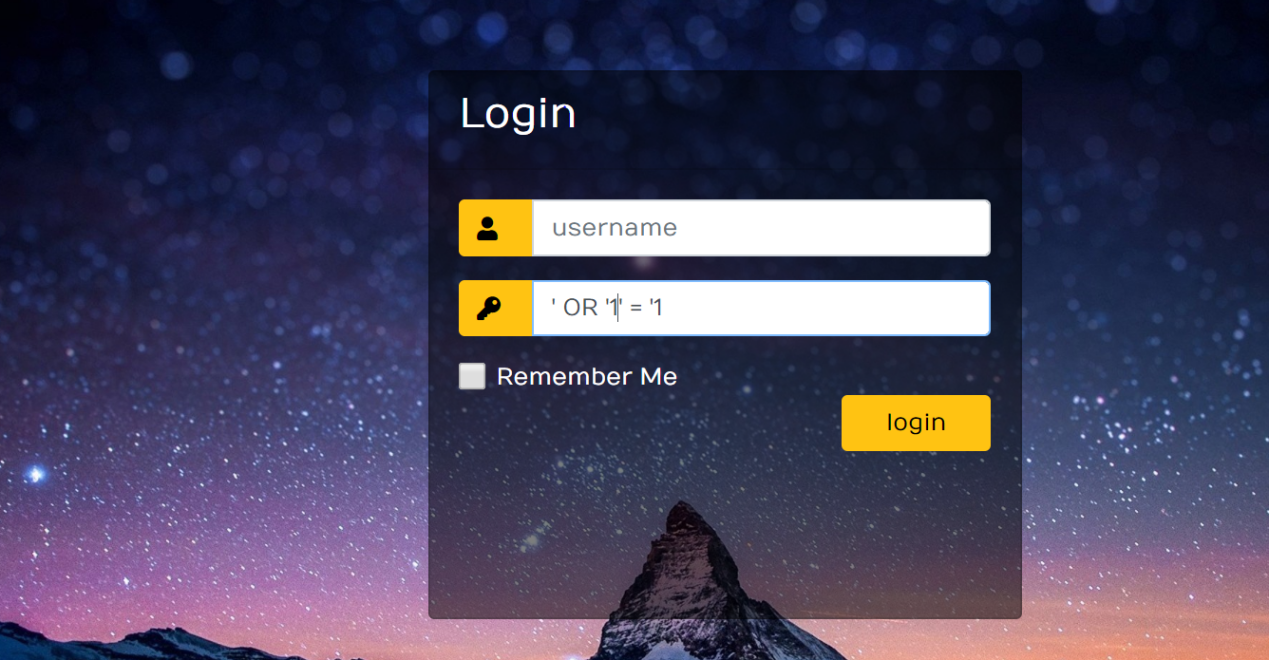 Login
username
' OR '1' = '1
Remember Me
login